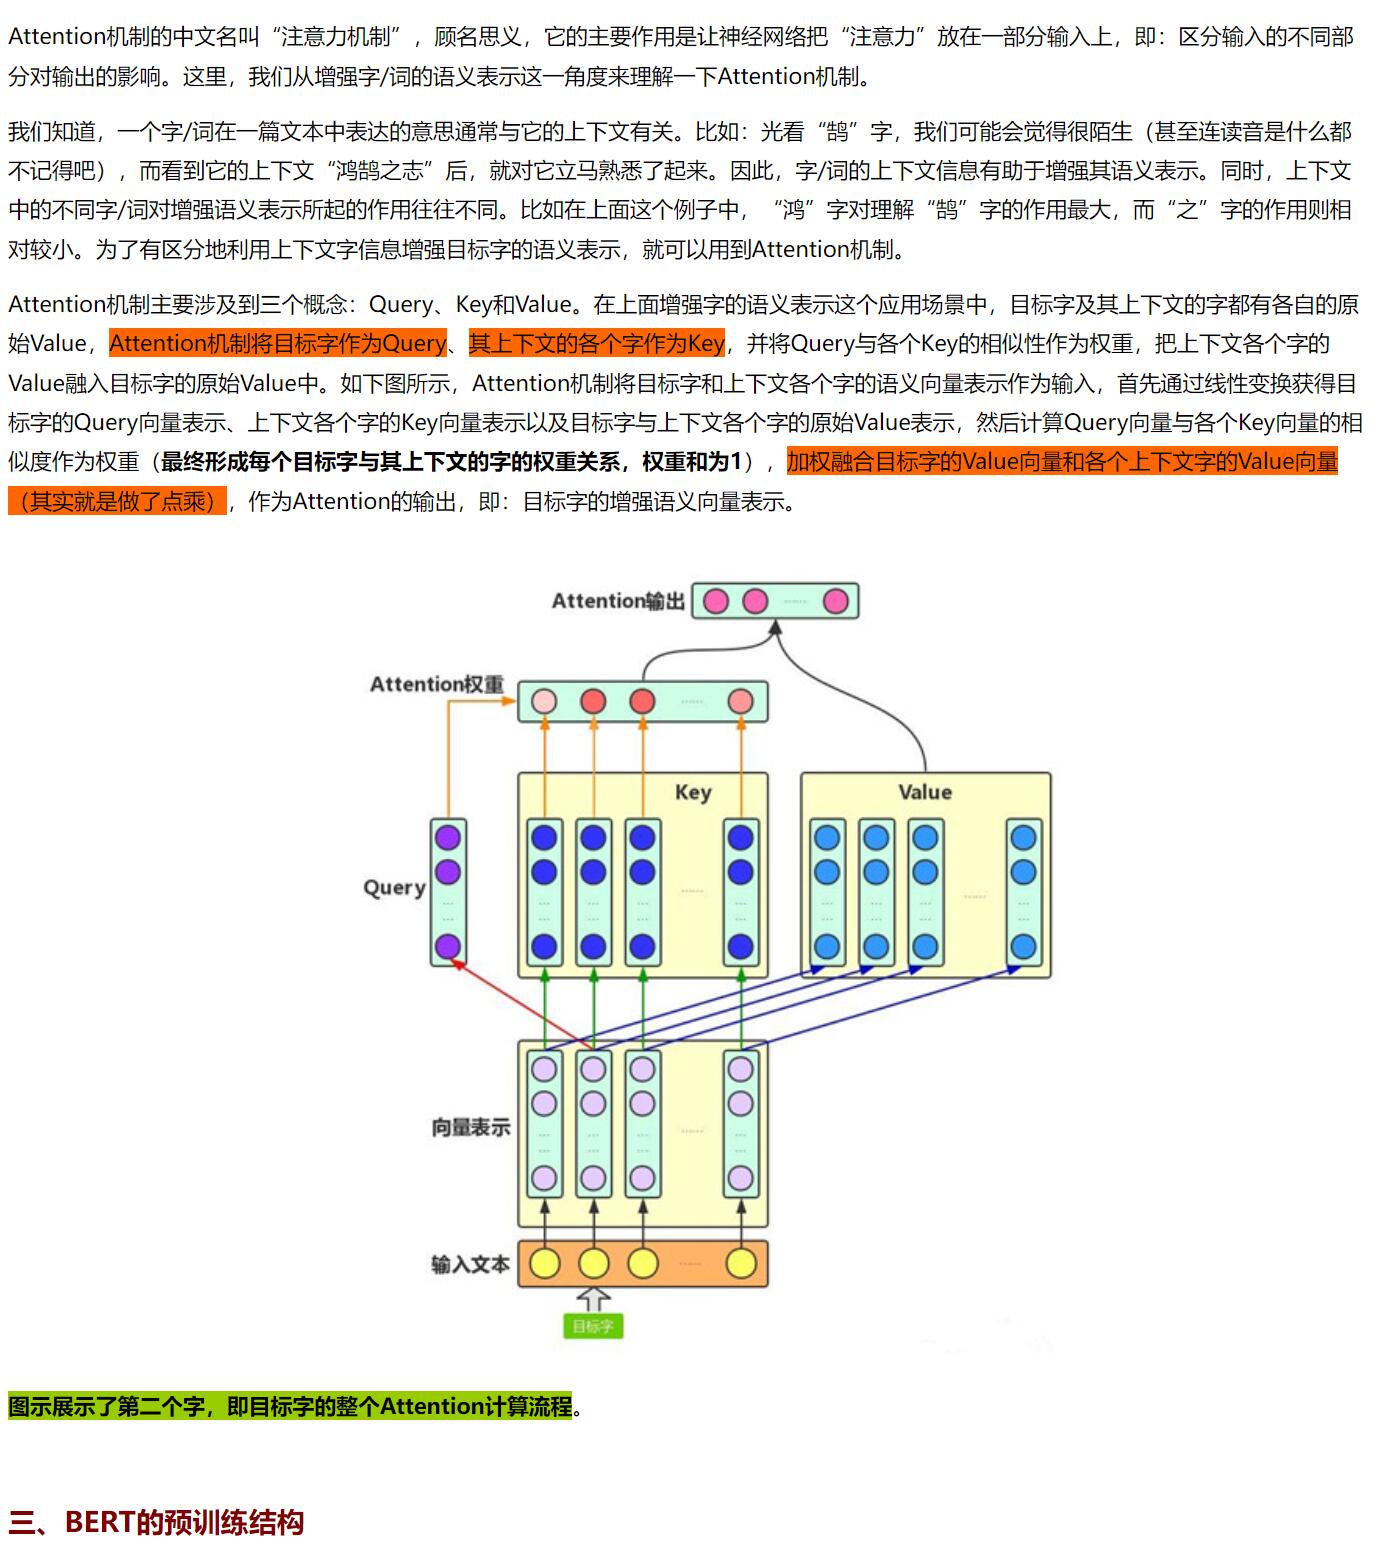 Attention机制的中文名叫“注意力机制”，顾名思义，它的主要作用是让神经网络把“注意力”放在一部分输入上，即：区分输入的不同部
分对输出的影响。这里，我们从增强字/词的语义表示这一角度来理解一下Attention机制。
我们知道，一个字/词在一篇文本中表达的意思通常与它的上下文有关。比如：光看“鹄”字，我们可能会觉得很陌生（甚至连读音是什么都
不记得吧），而看到它的上下文“鸿鹄之志”后，就对它立马熟悉了起来。因此，字/词的上下文信息有助于增强其语义表示。同时，上下文
中的不同字/词对增强语义表示所起的作用往往不同。比如在上面这个例子中，“鸿”字对理解“鹄”字的作用最大，而“之”字的作用则相
对较小。为了有区分地利用上下文字信息增强目标字的语义表示，就可以用到Attention机制。
Attention机制主要涉及到三个概念：Query、Key和Value。在上面增强字的语义表示这个应用场景中，目标字及其上下文的字都有各自的原
始Value，Attention机制将目标字作为Query、其上下文的各个字作为Key，并将Query与各个Key的相似性作为权重，把上下文各个字的
Value融入目标字的原始Value中。如下图所示，Attention机制将目标字和上下文各个字的语义向量表示作为输入，首先通过线性变换获得目
标字的Query向量表示、上下文各个字的Key向量表示以及目标字与上下文各个字的原始Value表示，然后计算Query向量与各个Key向量的相
似度作为权重（最终形成每个目标字与其上下文的字的权重关系，权重和为1），加权融合目标字的Value向量和各个上下文字的Value向量
（其实就是做了点乘），作为Attention的输出，即：目标字的增强语义向量表示。
Attention输出
......
Attention权重
......
Key
Value
Query
......
......
向量表示
......
输入文本
......
目标字
图示展示了第二个字，即目标字的整个Attention计算流程。
三、BERT的预训练结构